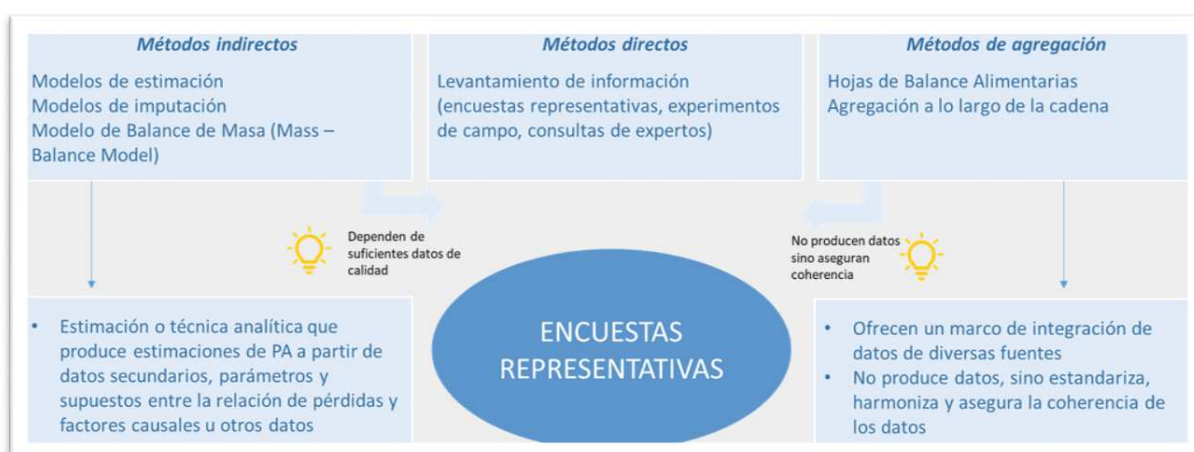 Métodos indirectos
Modelos de estimación
Modelos de imputación
Modelo de Balance de Masa (Mass –
Balance Model)
Métodos directos
Levantamiento de información
(encuestas representativas, experimentos
de campo, consultas de expertos)
Métodos de agregación
Hojas de Balance Alimentarias
Agregación a lo largo de la cadena
Dependen de
suficientes datos de
calidad
No producen datos
sino aseguran
coherencia
• Estimación o técnica analítica que
produce estimaciones de PA a partir de
datos secundarios, parámetros y
supuestos entre la relación de pérdidas y
factores causales u otros datos
ENCUESTAS
REPRESENTATIVAS
• Ofrecen un marco de integración de
datos de diversas fuentes
• No produce datos, sino estandariza,
harmoniza y asegura la coherencia de
los datos